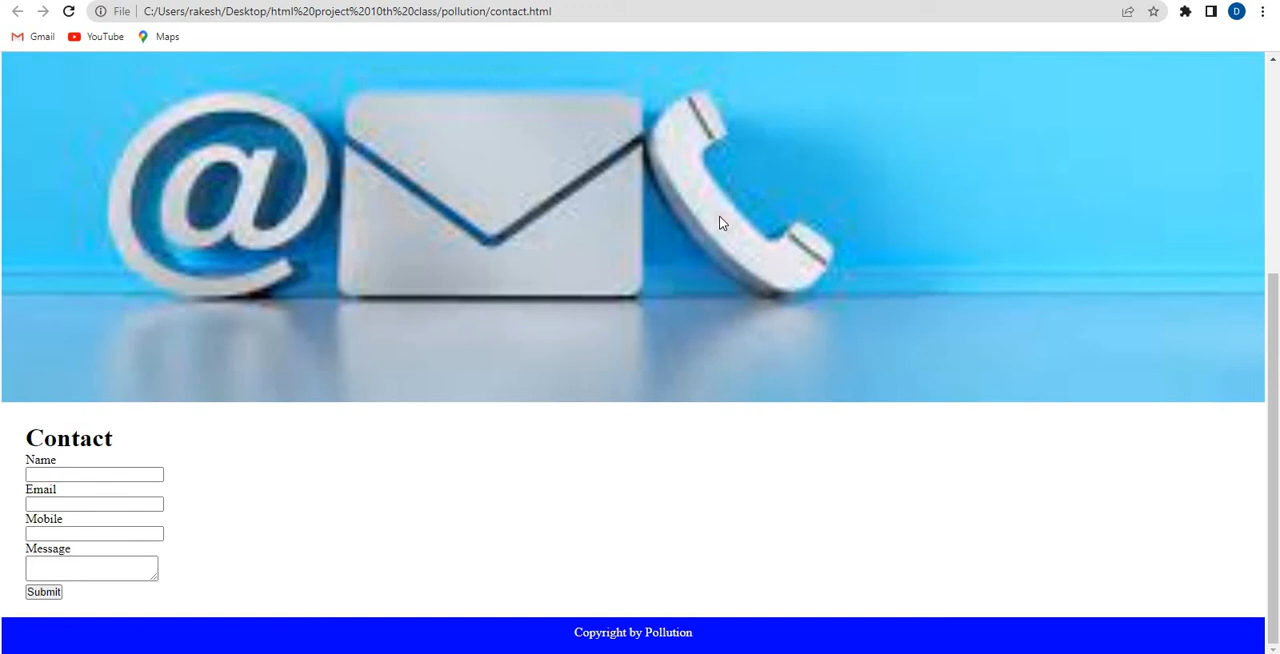 File C:/Users/rakesh/Desktop/html%20project%2010th%20class/pollution/contact.html D
Gmail YouTube Maps
@
Contact
Name
Email
Mobile
Message
Submit
Copyright by Pollution